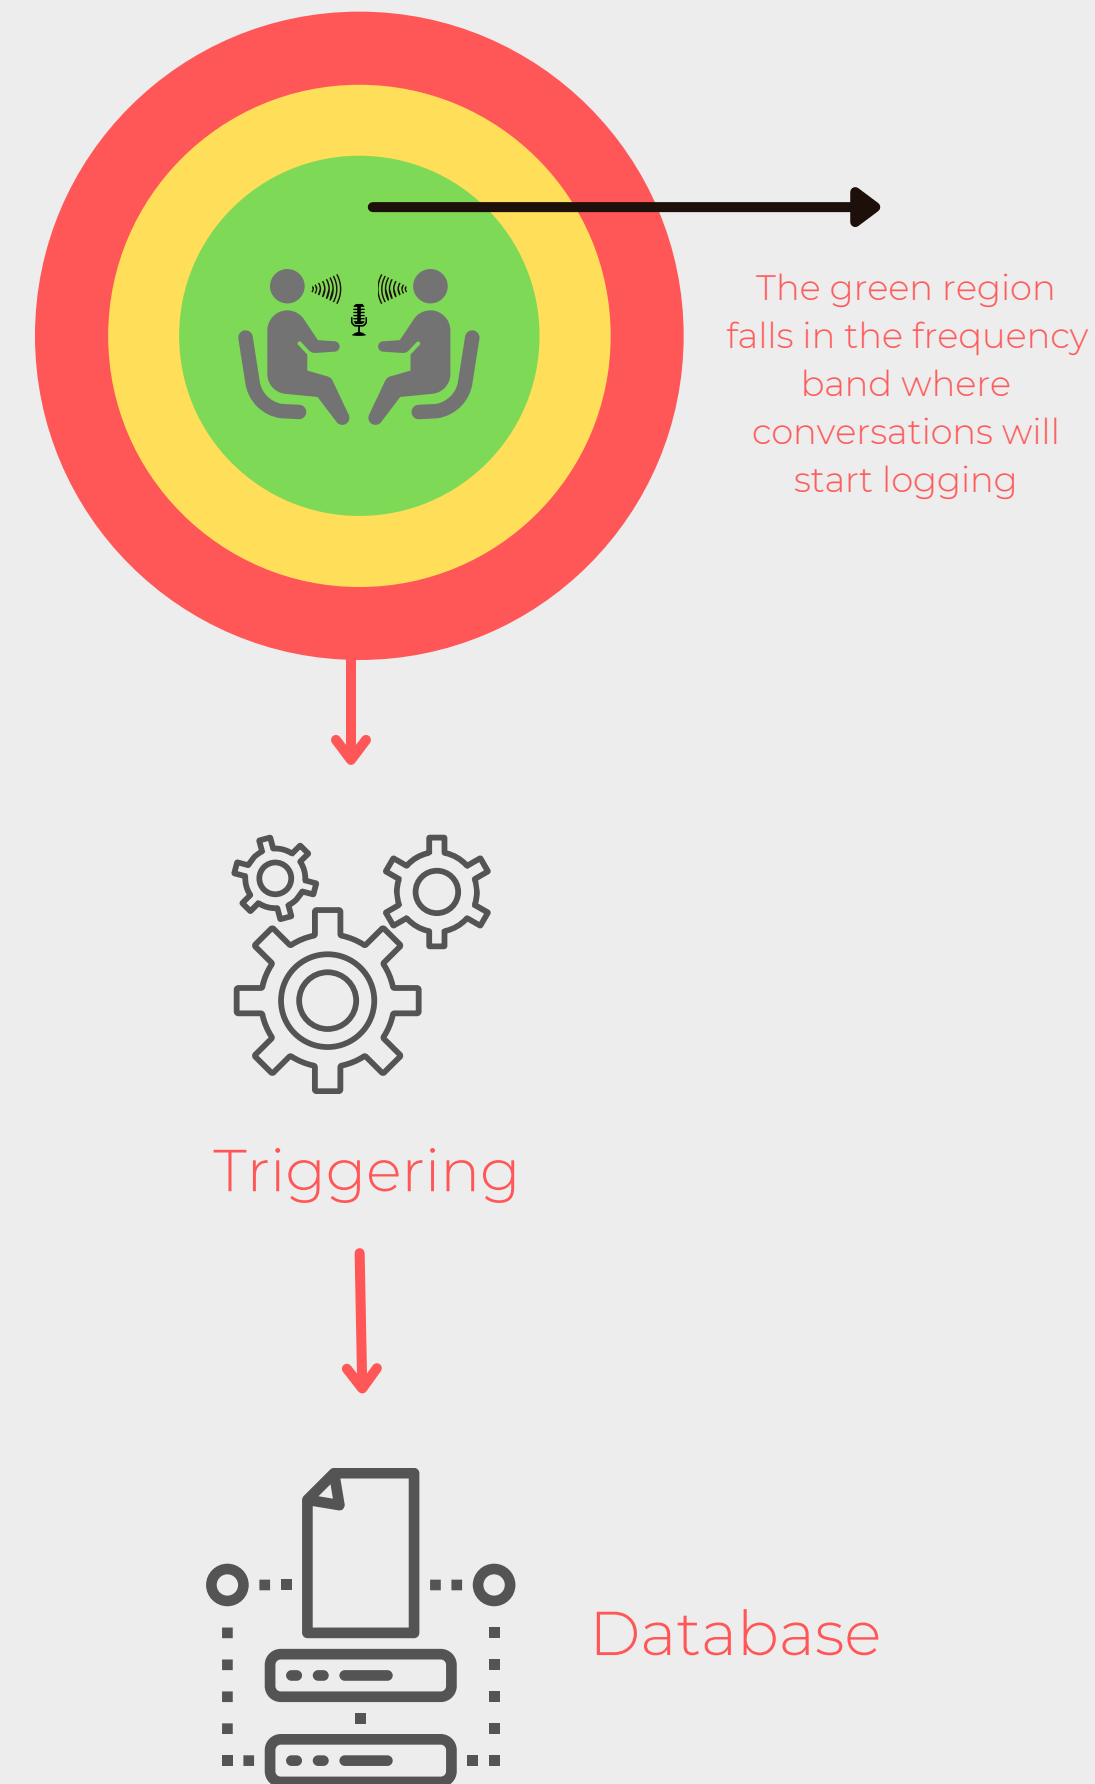 The green region
falls in the frequency
band where
conversations will
start logging
Triggering
Database